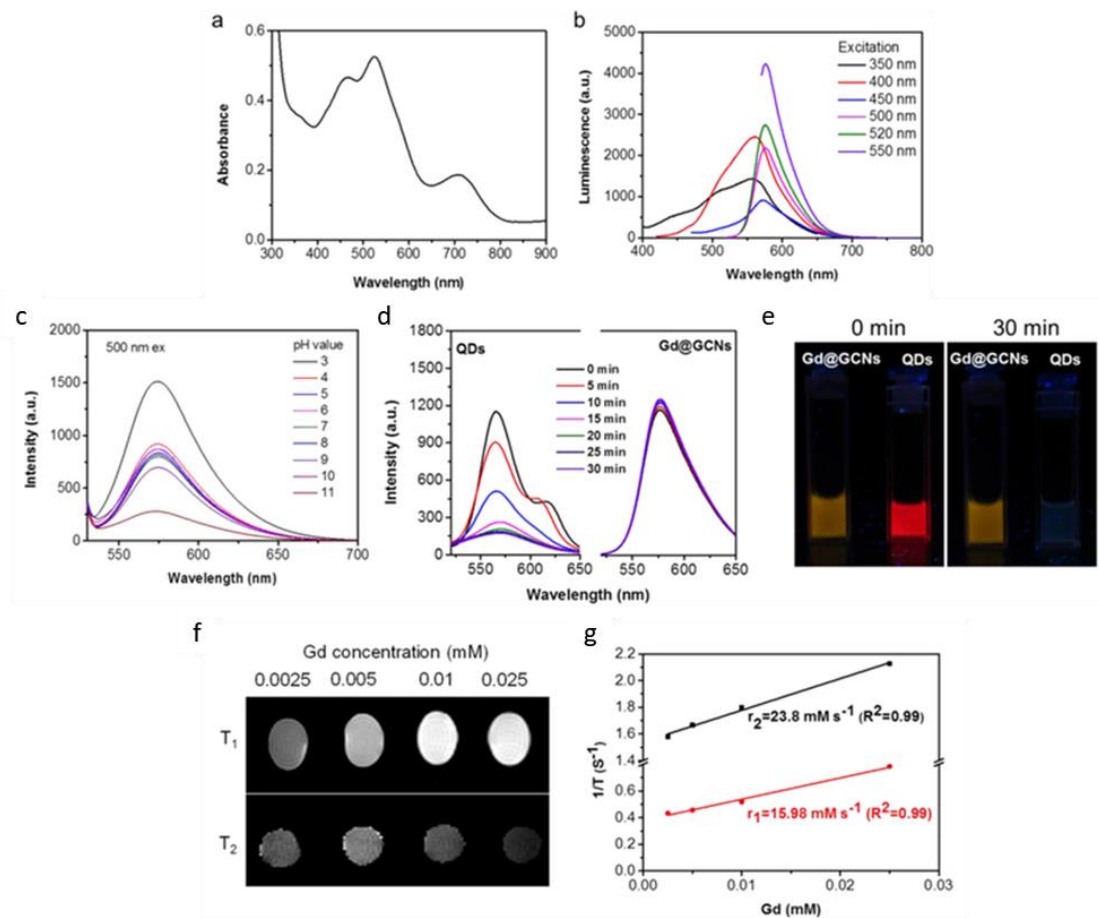 a
0.6
0.4
0.2
0.0
Absorbance
300 400 500 600 700 800 900
Wavelength (nm)
b
5000
4000
3000
2000
1000
0
Luminescence (a.u.)
400 500 600 700 800
Wavelength (nm)
Excitation
350 nm
400 nm
450 nm
500 nm
520 nm
550 nm
c
2000
1500
1000
500
0
Intensity (a.u.)
550 600 650 700
Wavelength (nm)
500 nm ex
pH value
3
4
5
6
7
8
9
10
11
d
1800
1500
1200
900
600
300
0
Intensity (a.u.)
QDs
Gd@GCNs
0 min
5 min
10 min
15 min
20 min
25 min
30 min
550 600 650 550 600 650
Wavelength (nm)
e
0 min 30 min
Gd@GCNs QDs Gd@GCNs QDs
f
Gd concentration (mM)
0.0025 0.005 0.01 0.025
T1
T2
g
2.2
2.0
1.8
1.6
1.4
0.6
0.4
0.2
0.0
1/T (S-1)
r2=23.8 mM s-1 (R2=0.99)
r1=15.98 mM s-1 (R2=0.99)
0.00 0.01 0.02 0.03
Gd (mM)